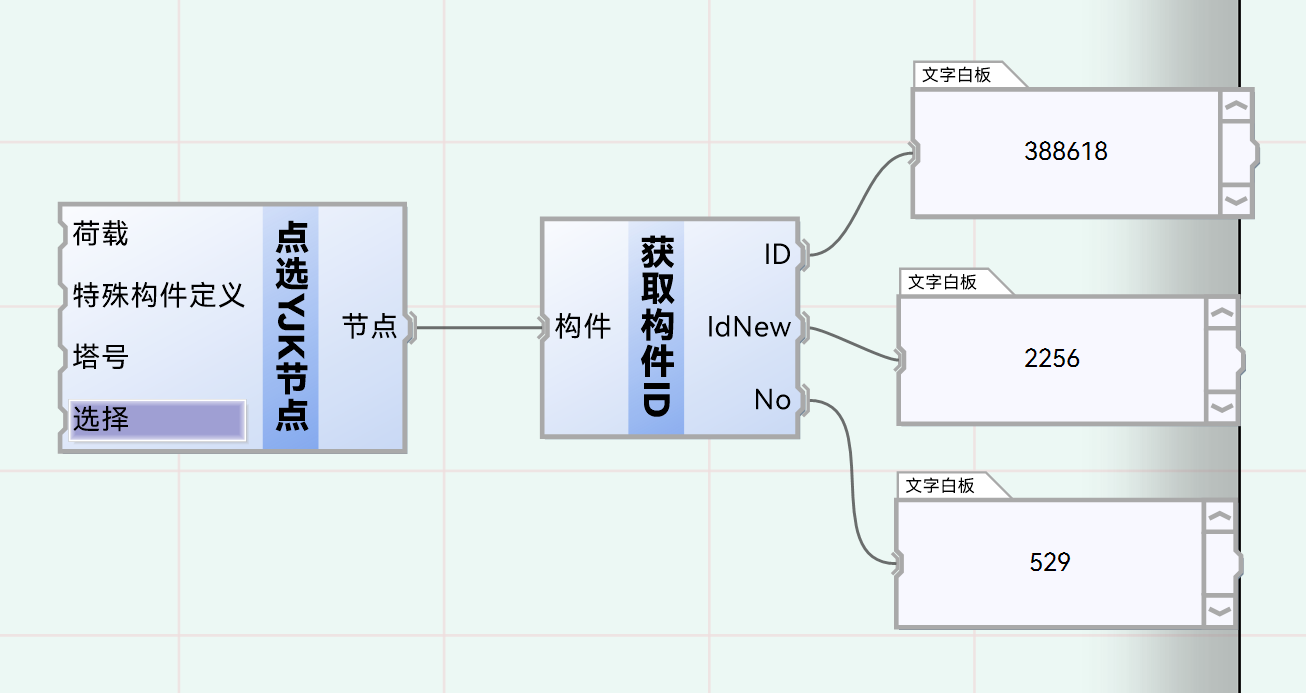 荷载
特殊构件定义
塔号
选择
点选YJK节点
节点
构件
获取构件ID
ID
IdNew
No
文字白板
388618
文字白板
2256
文字白板
529